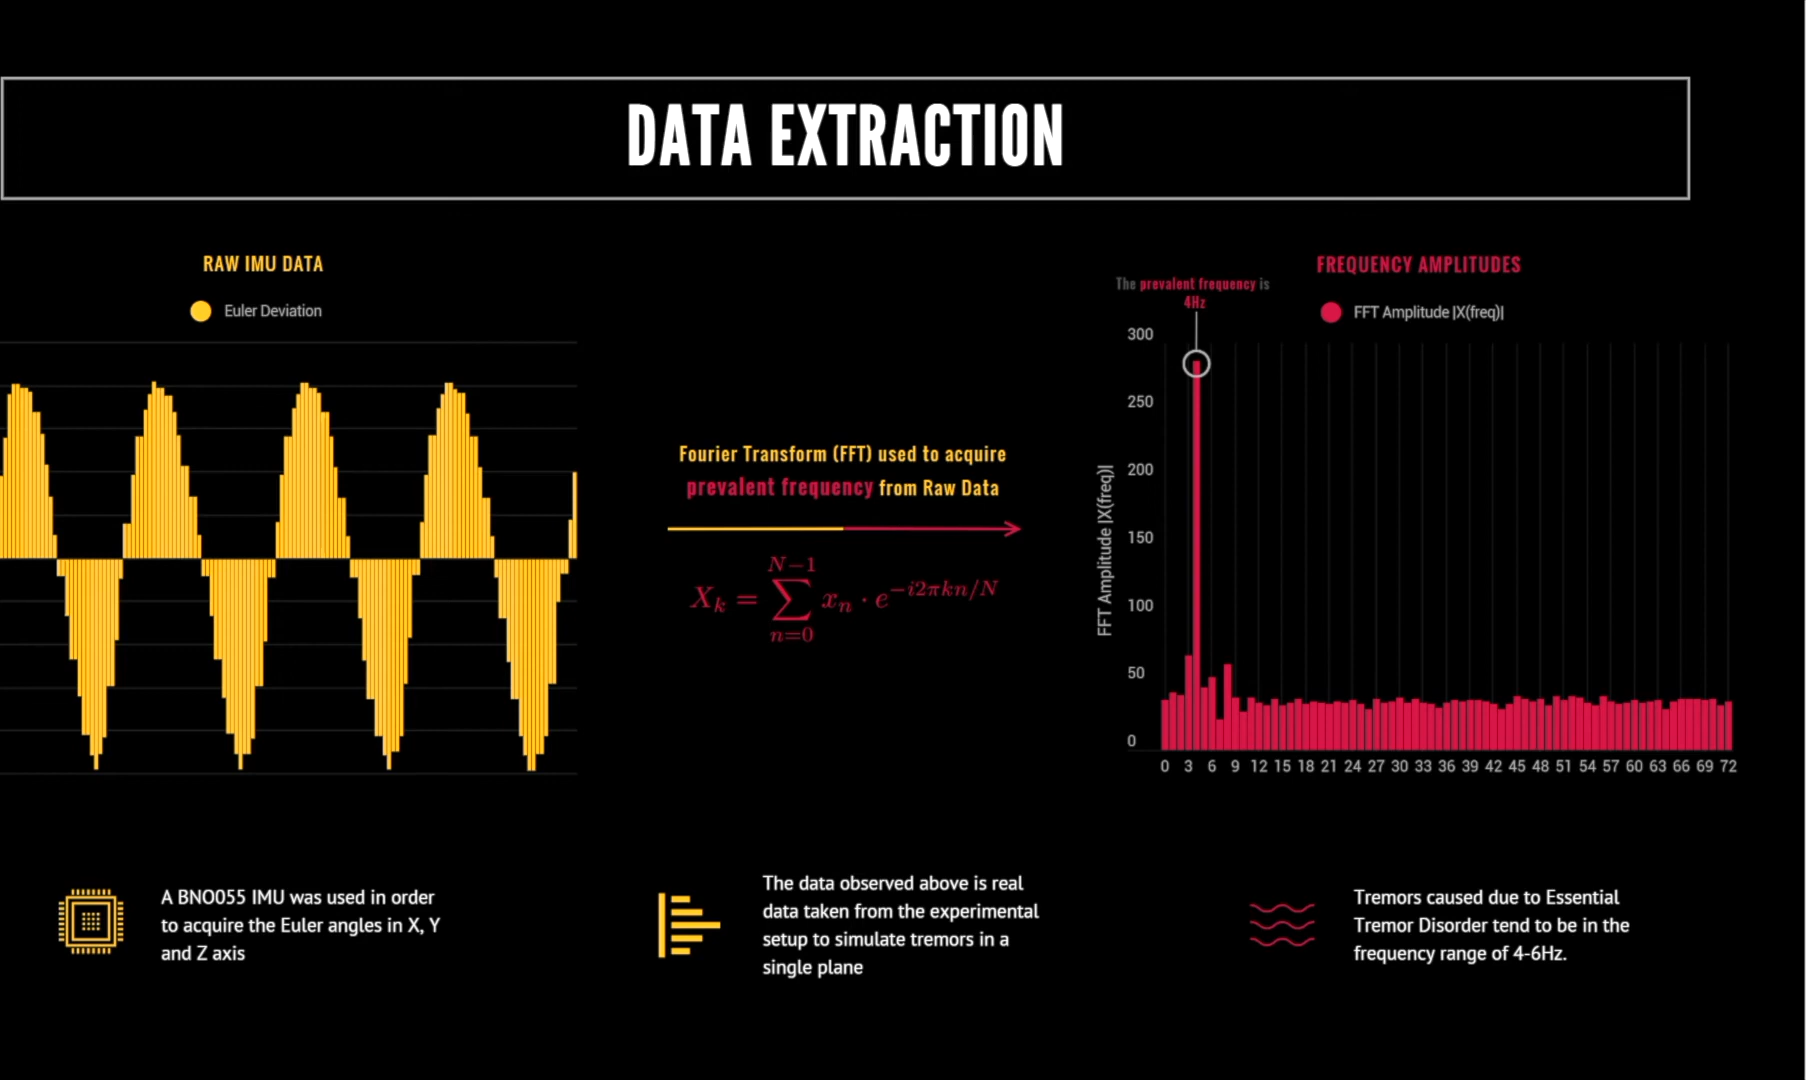 DATA EXTRACTION
RAW IMU DATA
Euler Deviation
Fourier Transform (FFT) used to acquire
prevalent frequency from Raw Data
X_k = \sum_{n=0}^{N-1} x_n · e^{-i2πkn/N}
FREQUENCY AMPLITUDES
The prevalent frequency is
4Hz
FFT Amplitude |X(freq)|
300
250
200
150
100
50
0
FFT Amplitude |X(freq)|
0 3 6 9 12 15 18 21 24 27 30 33 36 39 42 45 48 51 54 57 60 63 66 69 72
A BNO055 IMU was used in order
to acquire the Euler angles in X, Y
and Z axis
The data observed above is real
data taken from the experimental
setup to simulate tremors in a
single plane
Tremors caused due to Essential
Tremor Disorder tend to be in the
frequency range of 4-6Hz.